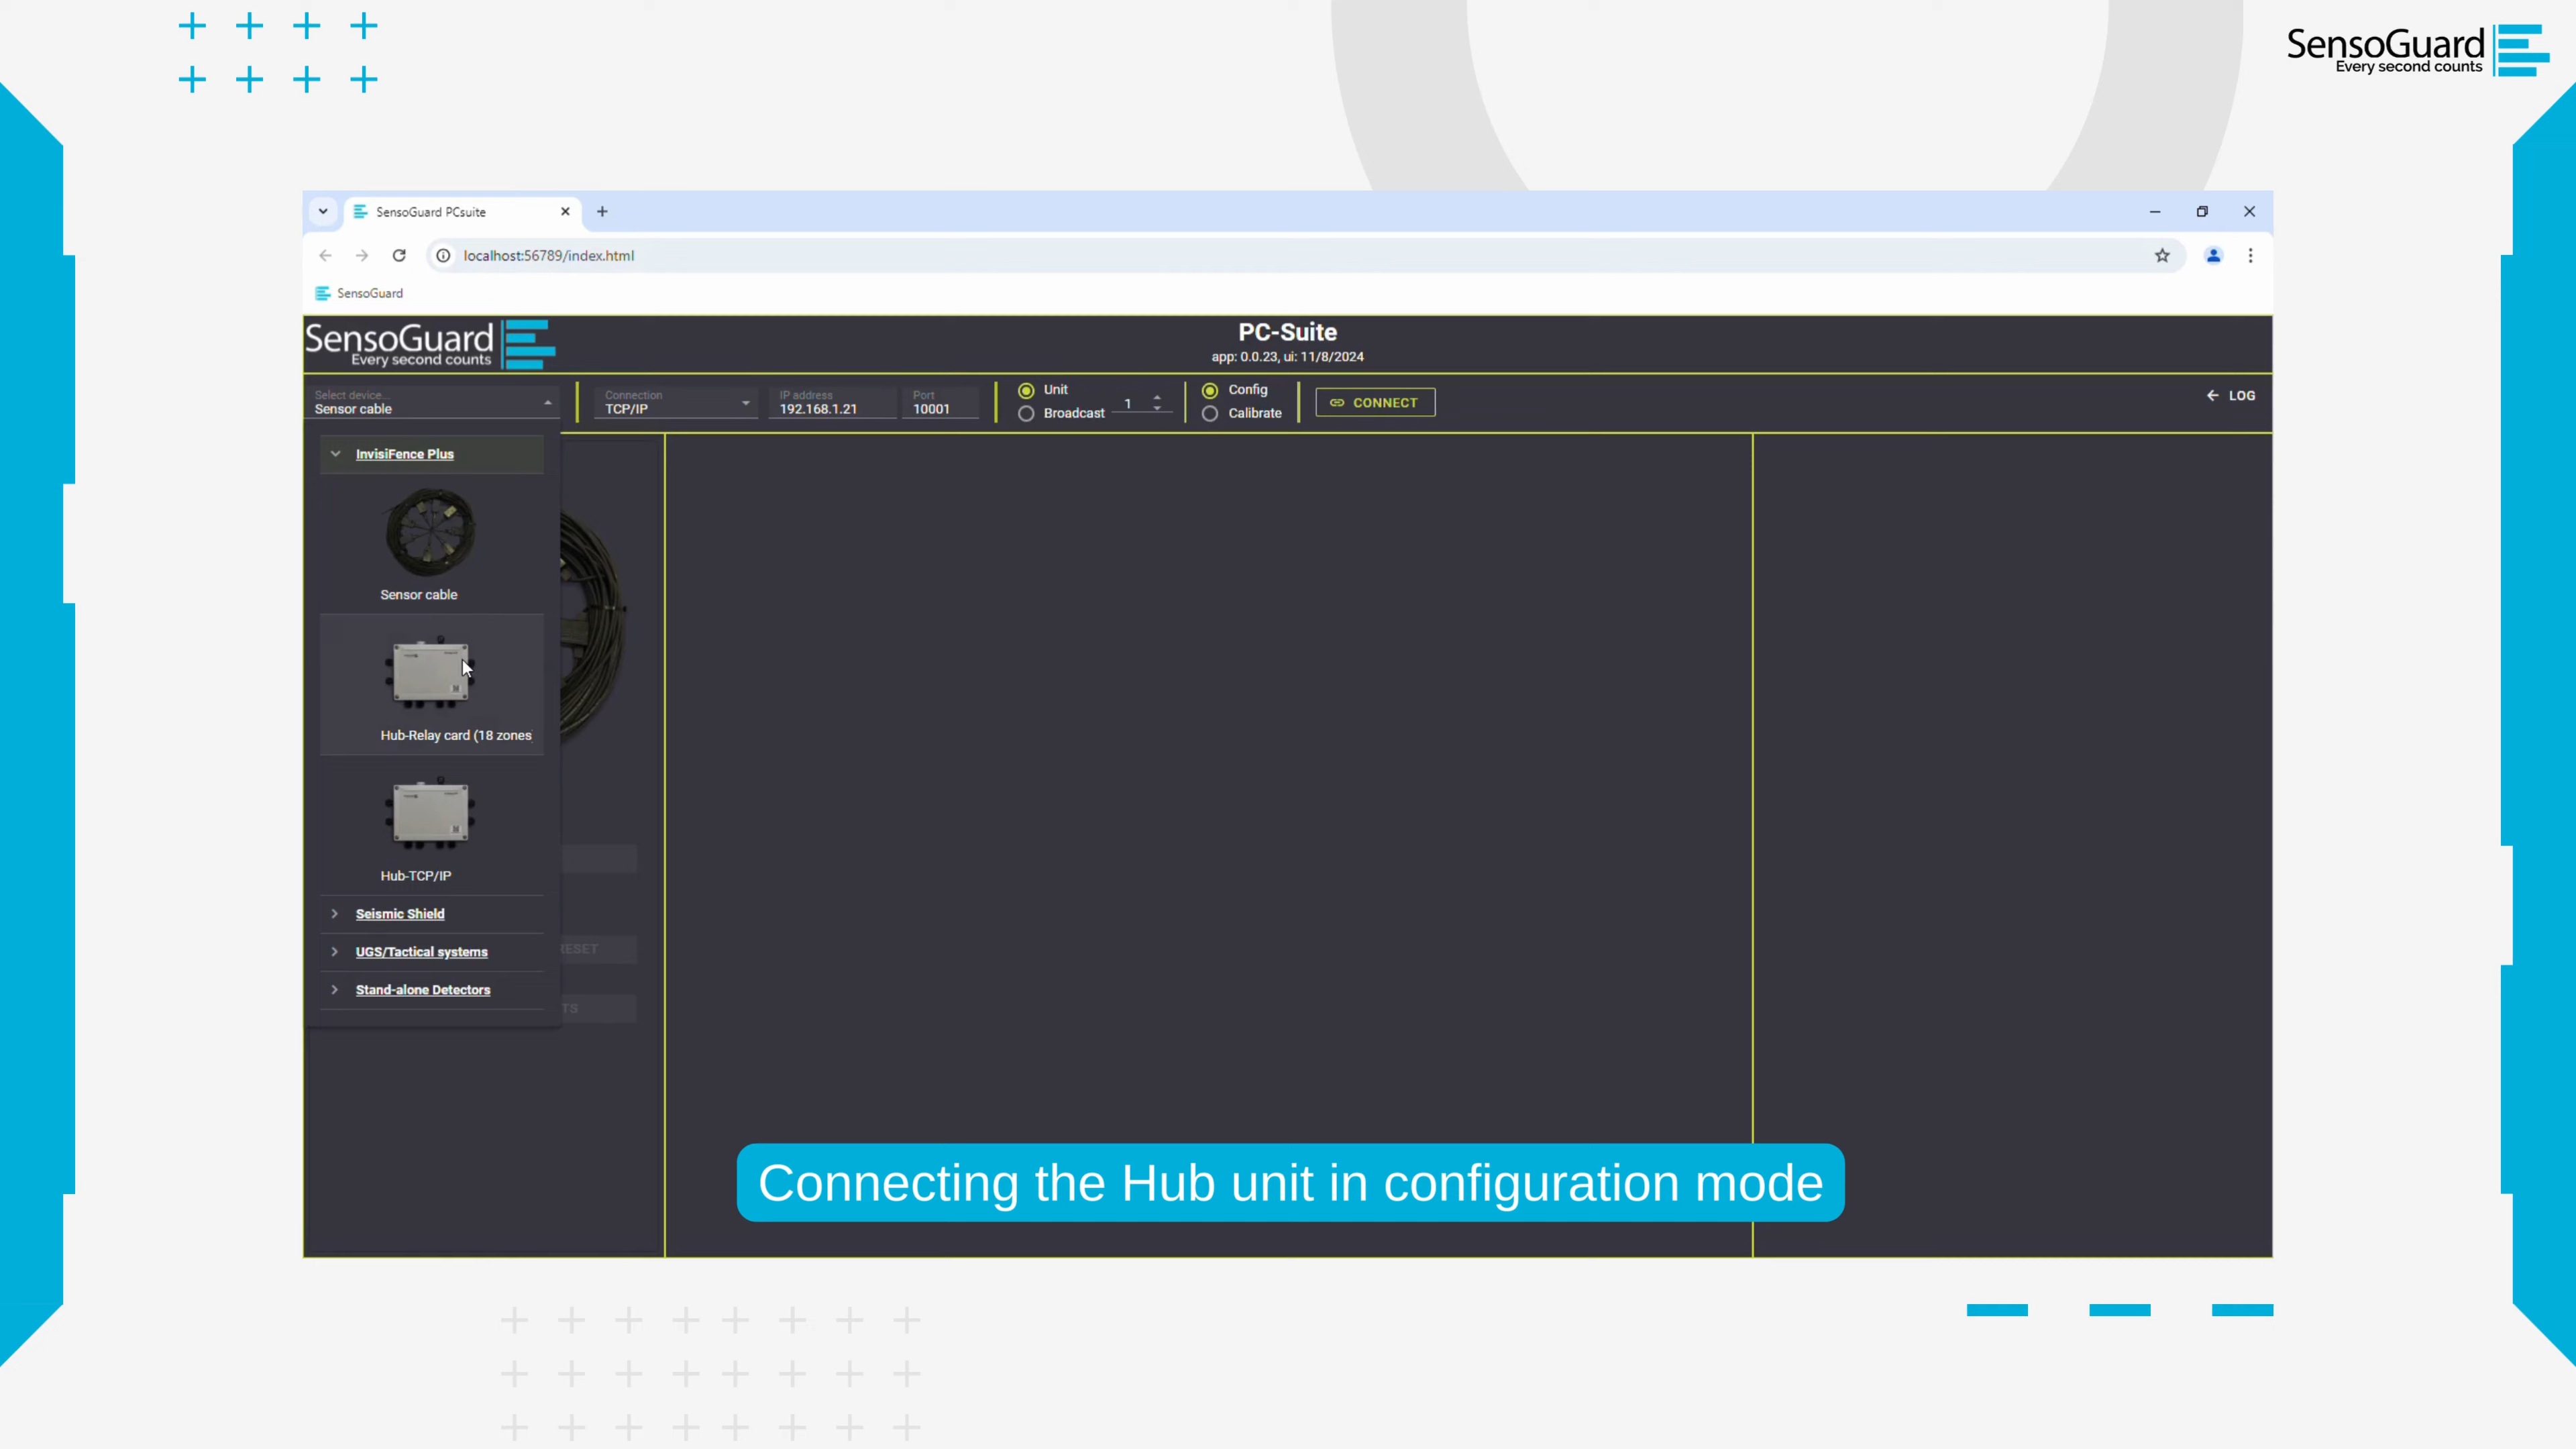 SensoGuard
Every second counts
SensoGuard PCsuite
localhost:56789/index.html
SensoGuard
SensoGuard
Every second counts
PC-Suite
app: 0.0.23, ui: 11/8/2024
Select device...
Sensor cable
Connection
TCP/IP
IP address
192.168.1.21
Port
10001
Unit
Broadcast
1
Config
Calibrate
CONNECT
LOG
InvisiFence Plus
Sensor cable
Hub-Relay card (18 zones
Hub-TCP/IP
Seismic Shield
UGS/Tactical systems
Stand-alone Detectors
RESET
TS
Connecting the Hub unit in configuration mode